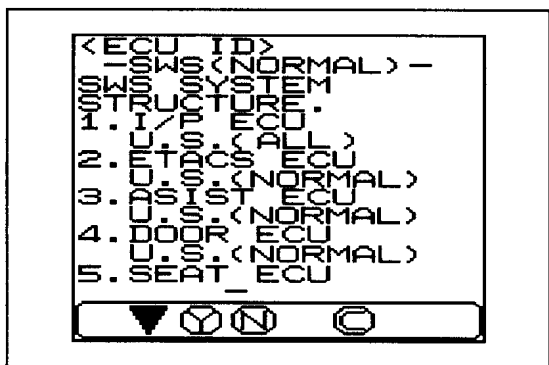 <ECU ID>
-SWS(NORMAL)-
SWS SYSTEM
STRUCTURE.
1.I/P ECU
U.S.(ALL)
2.ETACS ECU
U.S.(NORMAL)
3.ASIST ECU
U.S.(NORMAL)
4.DOOR ECU
U.S.(NORMAL)
5.SEAT ECU
_
▼ Y N C